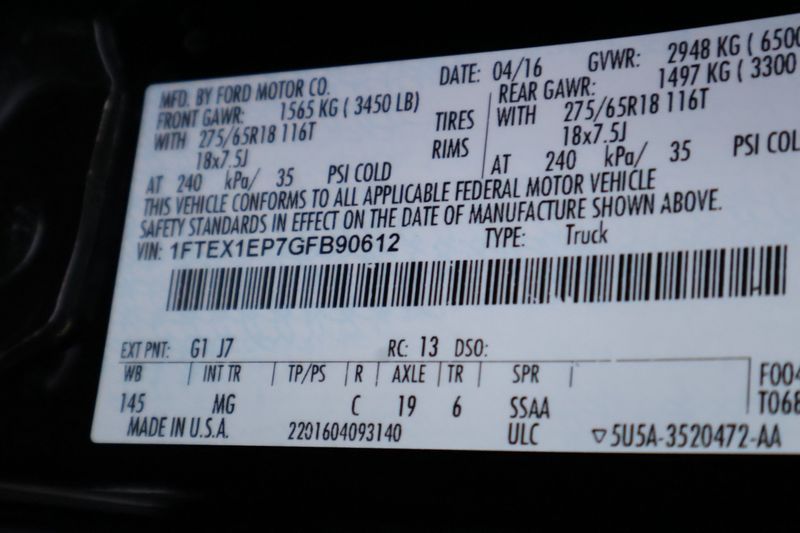 MFD. BY FORD MOTOR CO. DATE: 04/16 GVWR: 2948 KG ( 6500
FRONT GAWR: 1565 KG ( 3450 LB) REAR GAWR: 1497 KG ( 3300
WITH 275/65R18 116T TIRES WITH 275/65R18 116T
18x7.5J RIMS 18x7.5J
AT 240 kPa/ 35 PSI COLD AT 240 kPa/ 35 PSI COL
THIS VEHICLE CONFORMS TO ALL APPLICABLE FEDERAL MOTOR VEHICLE
SAFETY STANDARDS IN EFFECT ON THE DATE OF MANUFACTURE SHOWN ABOVE.
VIN: 1FTEX1EP7GFB90612 TYPE: Truck
EXT PNT: G1 J7 RC: 13 DSO:
WB INT TR TP/PS R AXLE TR SPR F004
145 MG C 19 6 SSAA T068
MADE IN U.S.A. 2201604093140 ULC ▽5U5A-3520472-AA